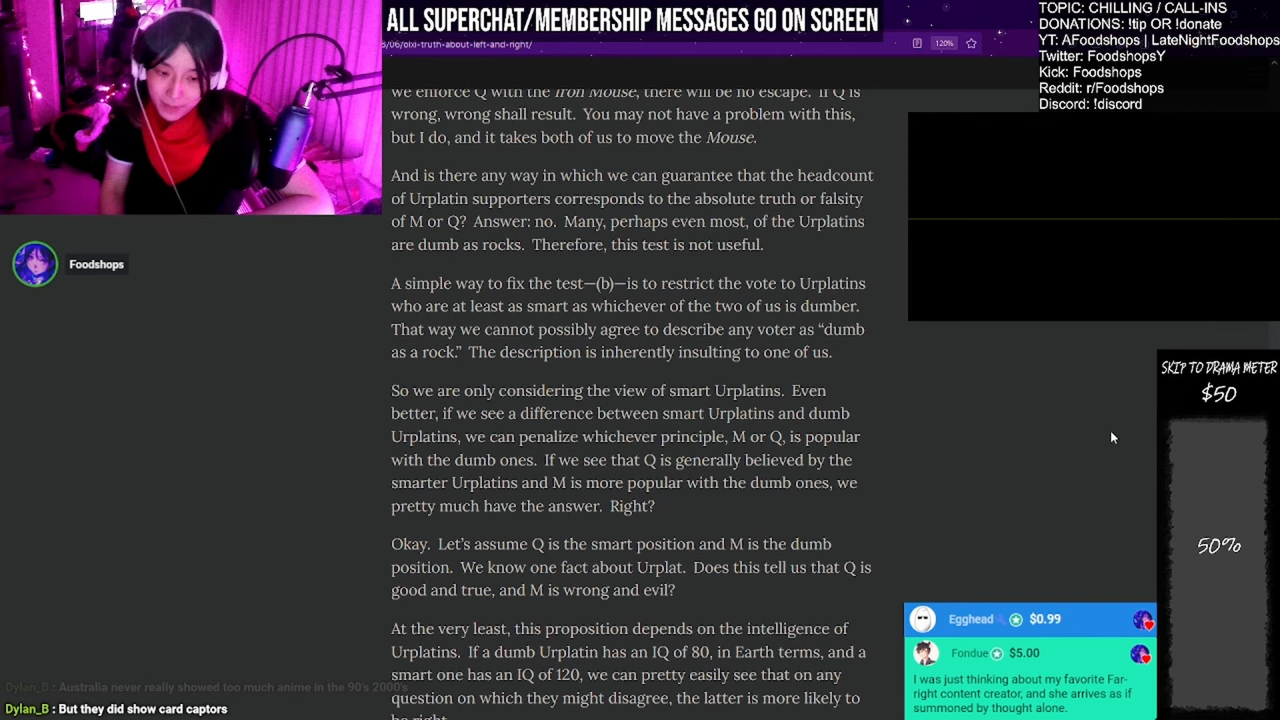 ALL SUPERCHAT/MEMBERSHIP MESSAGES GO ON SCREEN
TOPIC: CHILLING / CALL-INS
DONATIONS: !tip OR !donate
YT: AFoodshops | LateNightFoodshops
Twitter: FoodshopsY
Kick: Foodshops
Reddit: r/Foodshops
Discord: !discord
/06/olxi-truth-about-left-and-right/
120%
we enforce Q with the Iron Mouse, there will be no escape. If Q is
wrong, wrong shall result. You may not have a problem with this,
but I do, and it takes both of us to move the Mouse.
And is there any way in which we can guarantee that the headcount
of Urplatin supporters corresponds to the absolute truth or falsity
of M or Q? Answer: no. Many, perhaps even most, of the Urplatins
are dumb as rocks. Therefore, this test is not useful.
A simple way to fix the test—(b)—is to restrict the vote to Urplatins
who are at least as smart as whichever of the two of us is dumber.
That way we cannot possibly agree to describe any voter as “dumb
as a rock.” The description is inherently insulting to one of us.
So we are only considering the view of smart Urplatins. Even
better, if we see a difference between smart Urplatins and dumb
Urplatins, we can penalize whichever principle, M or Q, is popular
with the dumb ones. If we see that Q is generally believed by the
smarter Urplatins and M is more popular with the dumb ones, we
pretty much have the answer. Right?
Okay. Let’s assume Q is the smart position and M is the dumb
position. We know one fact about Urplat. Does this tell us that Q is
good and true, and M is wrong and evil?
At the very least, this proposition depends on the intelligence of
Urplatins. If a dumb Urplatin has an IQ of 80, in Earth terms, and a
smart one has an IQ of 120, we can pretty easily see that on any
question on which they might disagree, the latter is more likely to
be right.
Foodshops
SKIP TO DRAMA METER
$50
50%
Egghead $0.99
Fondue $5.00
I was just thinking about my favorite Far-
right content creator, and she arrives as if
summoned by thought alone.
Dylan_B : Australia never really showed too much anime in the 90's 2000's
Dylan_B : But they did show card captors